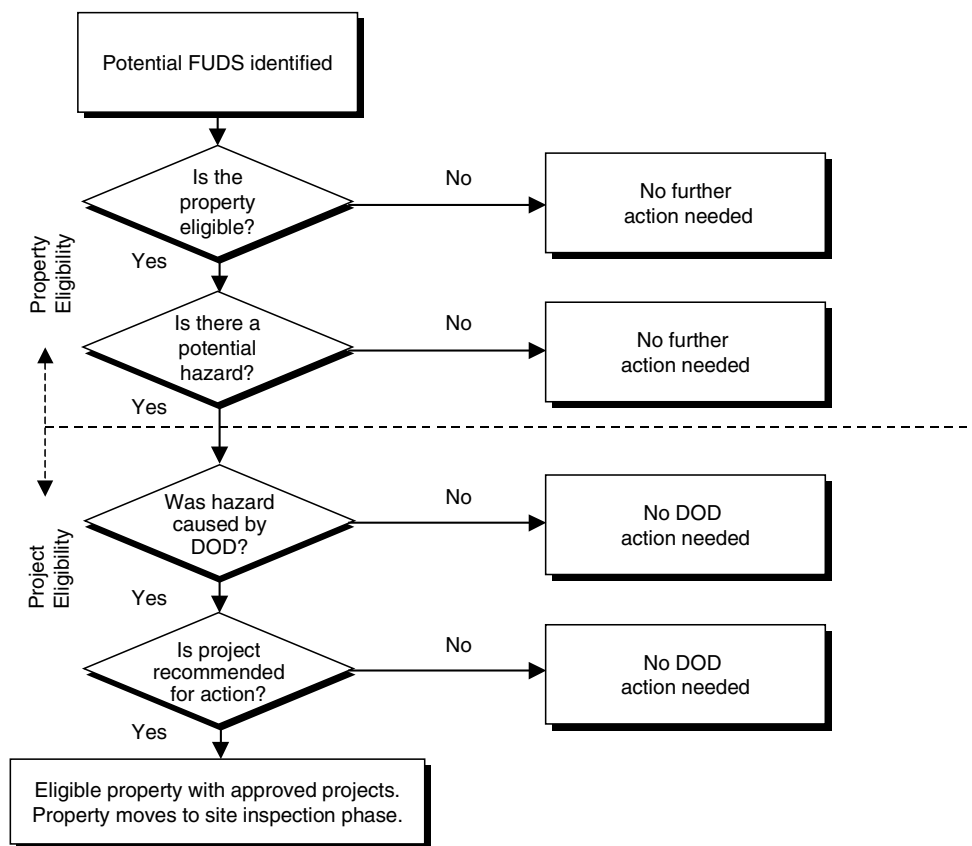 Potential FUDS identified
Is the
property
eligible?
No
No further
action needed
Yes
Property
Eligibility
Is there a
potential
hazard?
No
No further
action needed
Yes
Was hazard
caused by
DOD?
No
No DOD
action needed
Project
Eligibility
Yes
Is project
recommended
for action?
No
No DOD
action needed
Yes
Eligible property with approved projects.
Property moves to site inspection phase.